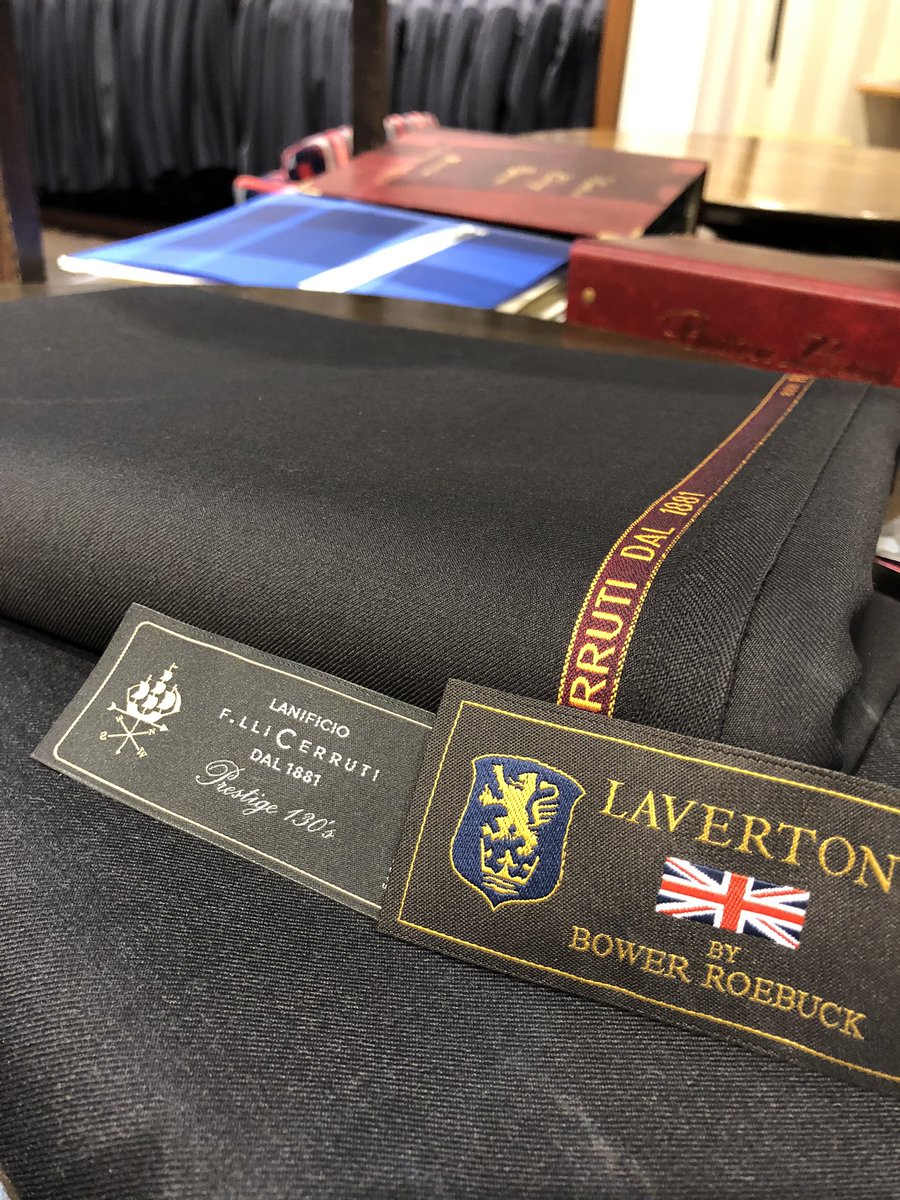 RRUTI DAL 1881
LANIFICIO
F.LLI CERRUTI
DAL 1881
Prestige 130's
LAVERTON
BY
BOWER ROEBUCK